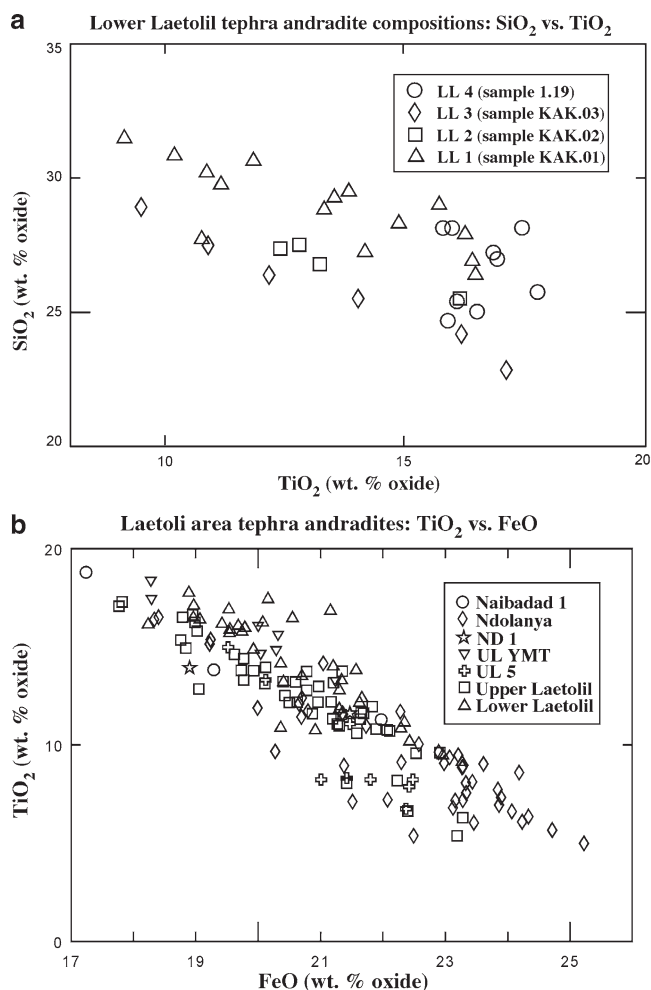 a
Lower Laetolil tephra andradite compositions: SiO2 vs. TiO2
35
LL 4 (sample 1.19)
LL 3 (sample KAK.03)
LL 2 (sample KAK.02)
LL 1 (sample KAK.01)
30
SiO2 (wt. % oxide)
25
20
10 15 20
TiO2 (wt. % oxide)
b
Laetoli area tephra andradites: TiO2 vs. FeO
20
Naibadad 1
Ndolanya
ND 1
UL YMT
UL 5
Upper Laetolil
Lower Laetolil
TiO2 (wt. % oxide)
10
0
17 19 21 23 25
FeO (wt. % oxide)